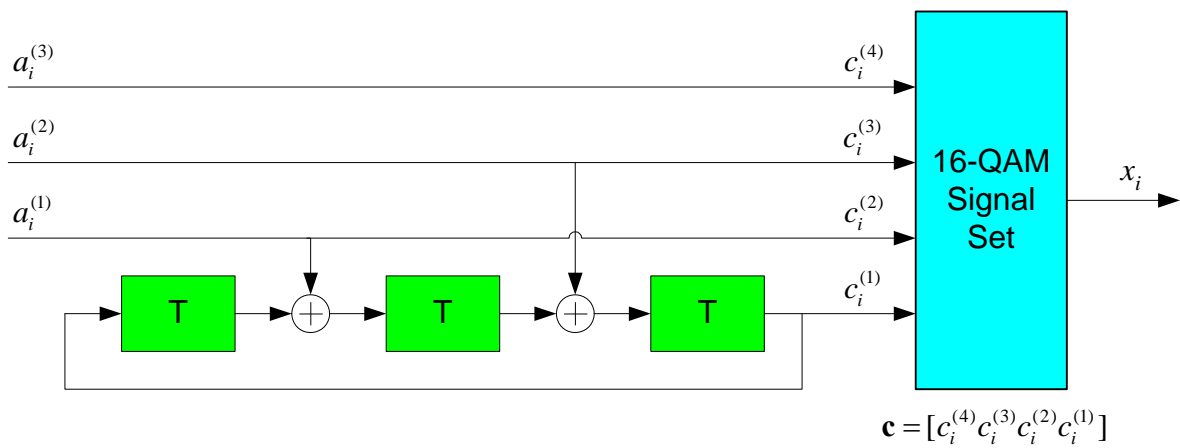 a_i^{(3)}
c_i^{(4)}
a_i^{(2)}
c_i^{(3)}
a_i^{(1)}
c_i^{(2)}
16-QAM
Signal
Set
x_i
T
+
T
+
T
c_i^{(1)}
c = [c_i^{(4)} c_i^{(3)} c_i^{(2)} c_i^{(1)}]